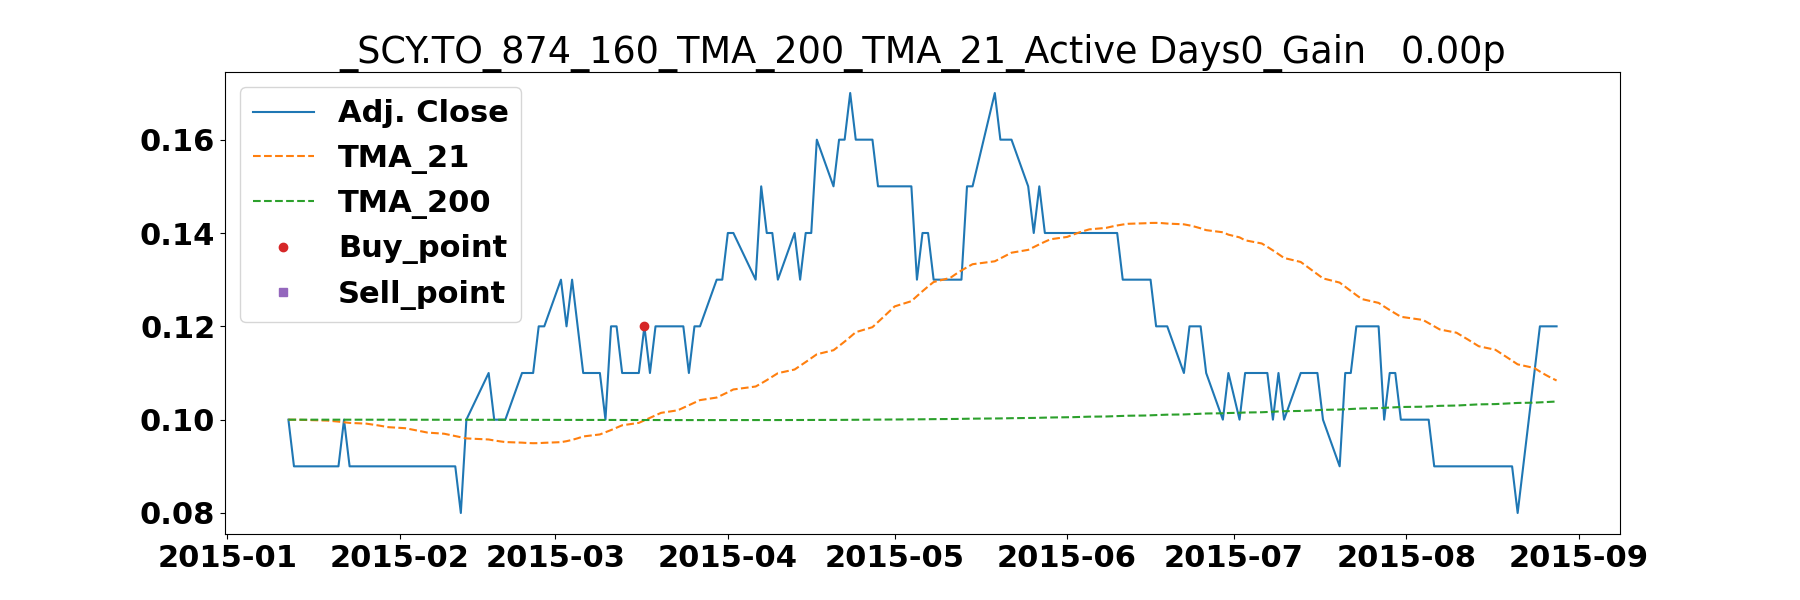 _SCY.TO_874_160_TMA_200_TMA_21_Active Days0_Gain   0.00p
Adj. Close
TMA_21
TMA_200
Buy_point
Sell_point
0.16
0.14
0.12
0.10
0.08
2015-01 2015-02 2015-03 2015-04 2015-05 2015-06 2015-07 2015-08 2015-09